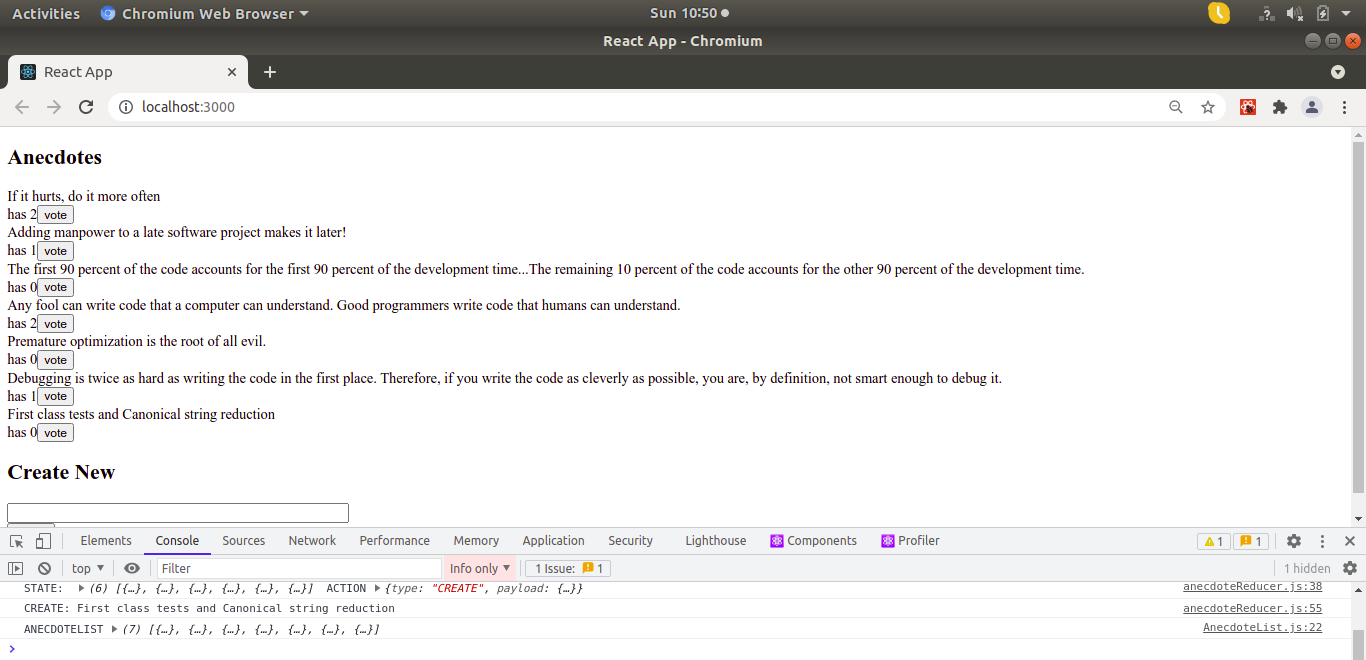 Activities Chromium Web Browser Sun 10:50
React App - Chromium
React App
localhost:3000
Anecdotes
If it hurts, do it more often
has 2 vote
Adding manpower to a late software project makes it later!
has 1 vote
The first 90 percent of the code accounts for the first 90 percent of the development time...The remaining 10 percent of the code accounts for the other 90 percent of the development time.
has 0 vote
Any fool can write code that a computer can understand. Good programmers write code that humans can understand.
has 2 vote
Premature optimization is the root of all evil.
has 0 vote
Debugging is twice as hard as writing the code in the first place. Therefore, if you write the code as cleverly as possible, you are, by definition, not smart enough to debug it.
has 1 vote
First class tests and Canonical string reduction
has 0 vote
Create New
Elements Console Sources Network Performance Memory Application Security Lighthouse Components Profiler 1 1
top Filter Info only 1 Issue: 1 1 hidden
STATE: (6) [{…}, {…}, {…}, {…}, {…}, {…}] ACTION {type: "CREATE", payload: {…}} anecdoteReducer.js:38
CREATE: First class tests and Canonical string reduction anecdoteReducer.js:55
ANECDOTELIST (7) [{…}, {…}, {…}, {…}, {…}, {…}, {…}] AnecdoteList.js:22